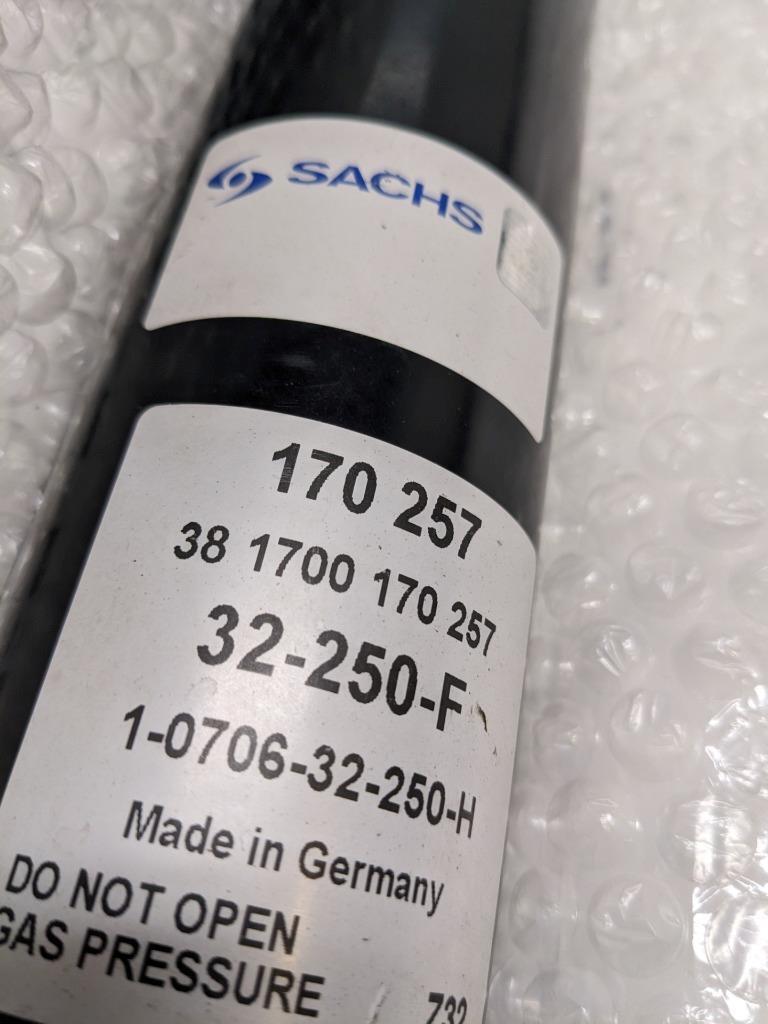 SACHS
170 257
38 1700 170 257
32-250-F
1-0706-32-250-H
Made in Germany
DO NOT OPEN
GAS PRESSURE
732